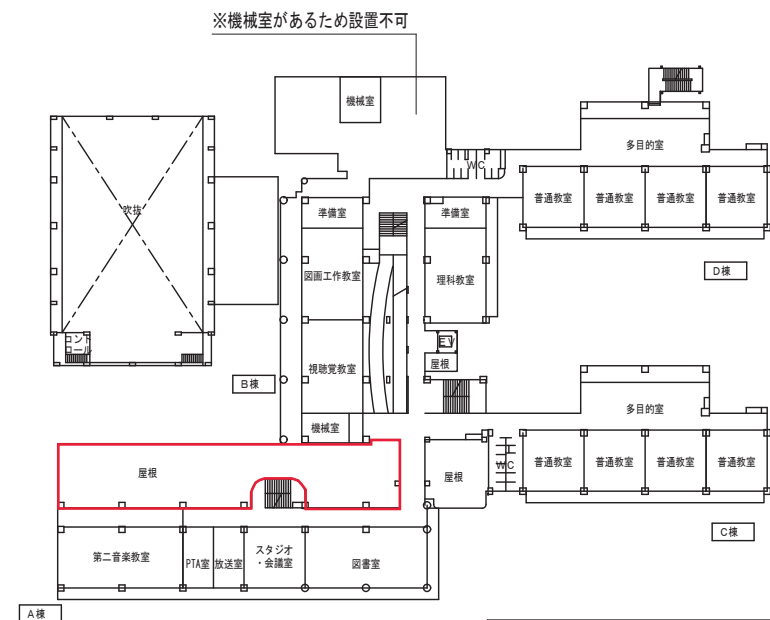 ※機械室があるため設置不可
機械室
多目的室
WC
普通教室
普通教室
普通教室
普通教室
吹抜
準備室
準備室
D棟
図画工作教室
理科教室
コント
ロール
EV
屋根
視聴覚教室
B棟
多目的室
機械室
屋根
屋根
WC
普通教室
普通教室
普通教室
普通教室
C棟
第二音楽教室
PTA室
放送室
スタジオ
・会議室
図書室
A棟